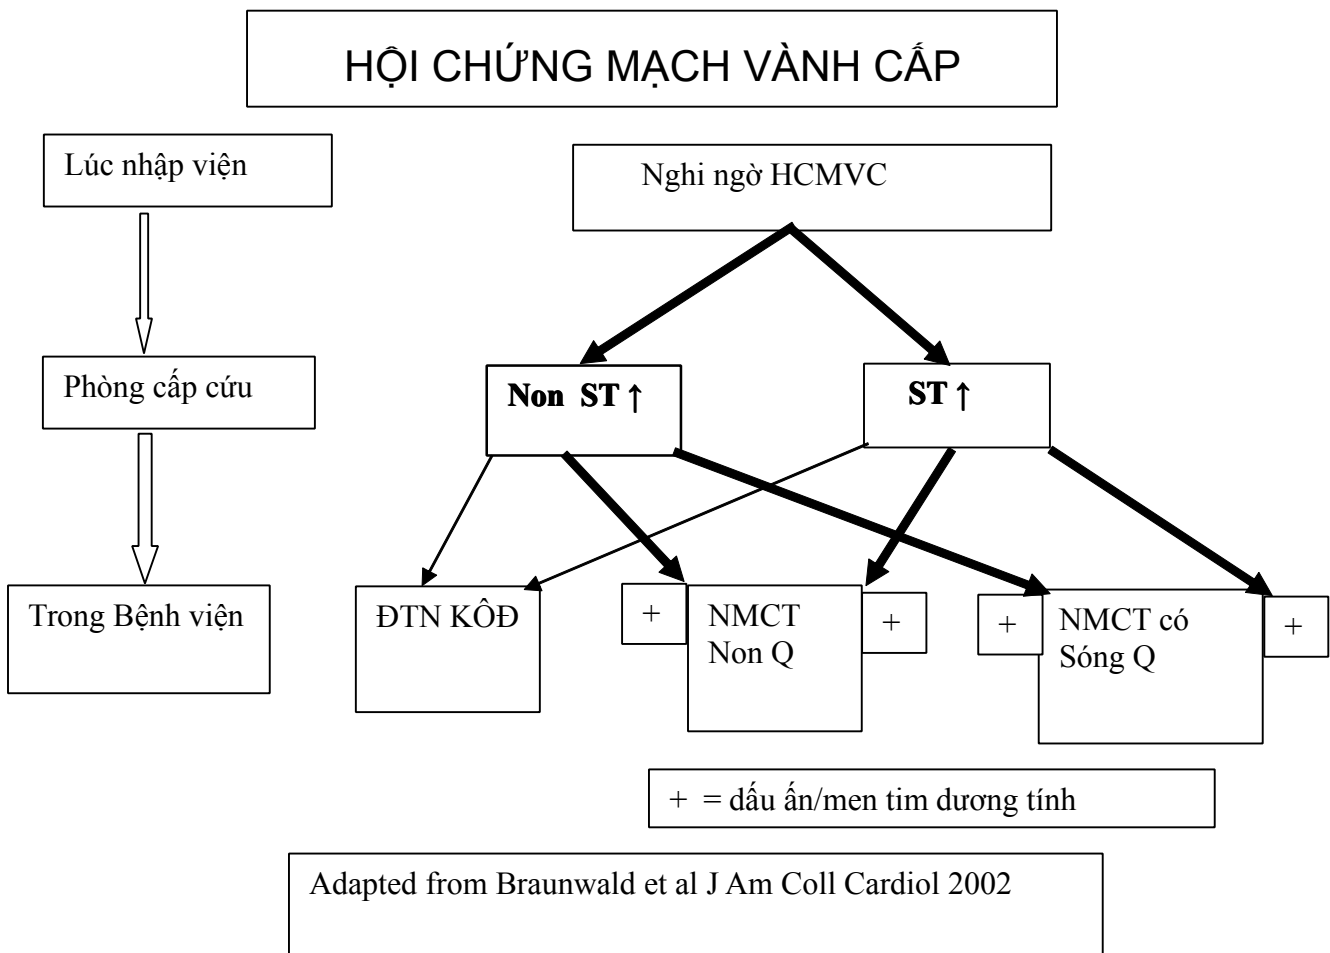 HỘI CHỨNG MẠCH VÀNH CẤP
Lúc nhập viện
Nghi ngờ HCMVC
Phòng cấp cứu
Non ST ↑
ST ↑
Trong Bệnh viện
ĐTN KÔĐ
+
NMCT
Non Q
+
+
NMCT có
Sóng Q
+
+ = dấu ấn/men tim dương tính
Adapted from Braunwald et al J Am Coll Cardiol 2002